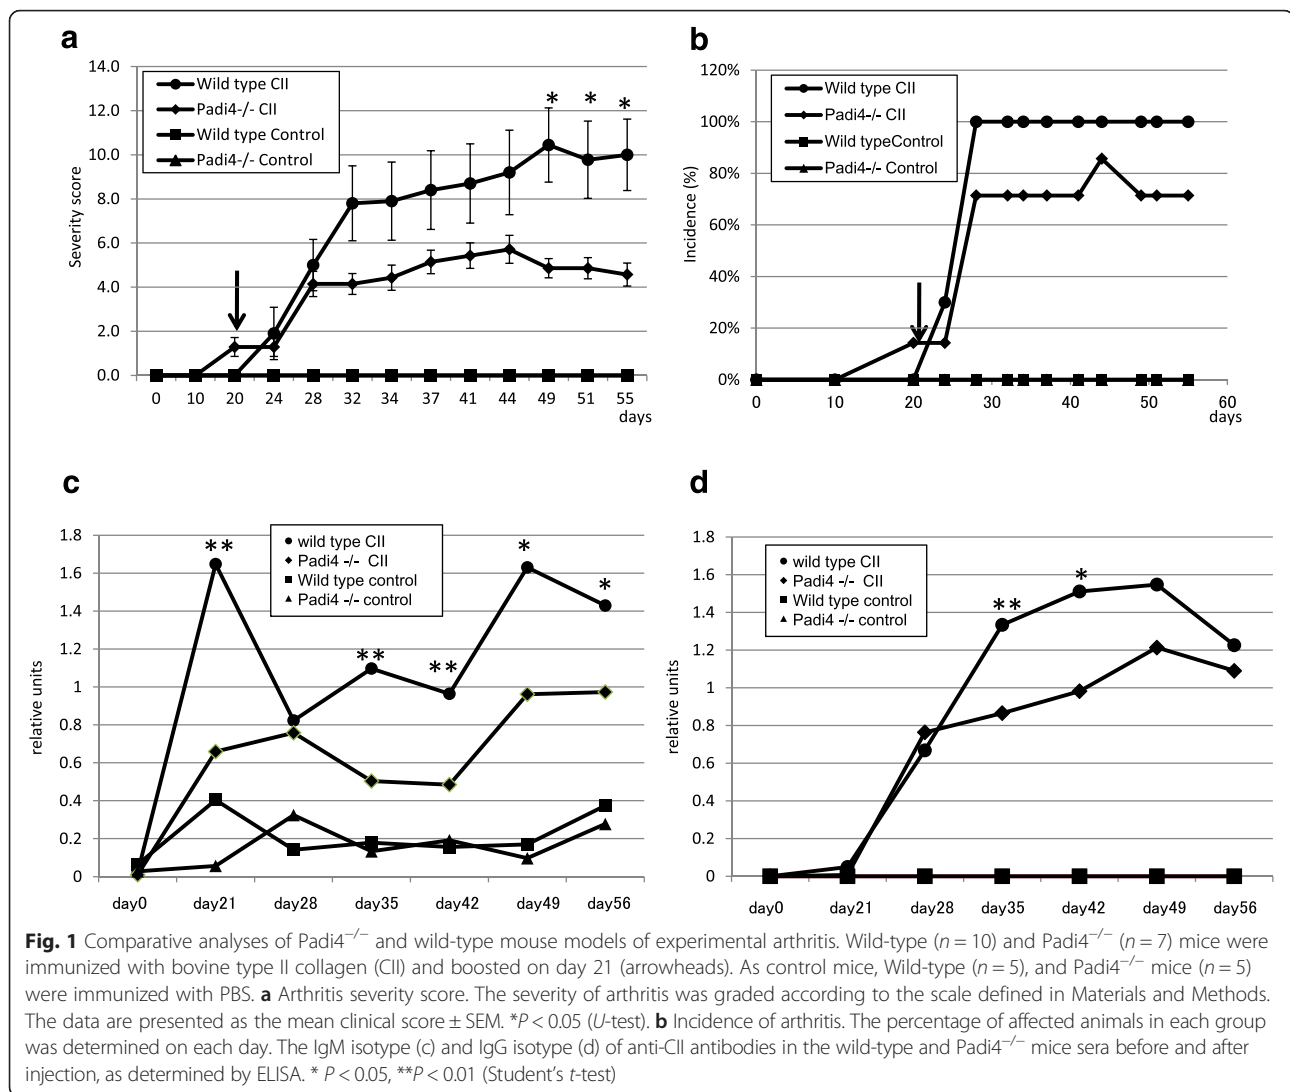 a
14.0
12.0
10.0
8.0
6.0
4.0
2.0
0.0
Severity score
Wild type CII
Padi4-/- CII
Wild type Control
Padi4-/- Control
* * *
0 10 20 24 28 32 34 37 41 44 49 51 55
days
b
120%
100%
80%
60%
40%
20%
0%
Incidence (%)
Wild type CII
Padi4-/- CII
Wild typeControl
Padi4-/- Control
0 10 20 30 40 50 60
days
c
1.8
1.6
1.4
1.2
1
0.8
0.6
0.4
0.2
0
relative units
wild type CII
Padi4 -/- CII
Wild type control
Padi4 -/- control
** ** ** * *
day0 day21 day28 day35 day42 day49 day56
d
1.8
1.6
1.4
1.2
1
0.8
0.6
0.4
0.2
0
relative units
wild type CII
Padi4 -/- CII
Wild type control
Padi4 -/- control
** *
day0 day21 day28 day35 day42 day49 day56
Fig. 1 Comparative analyses of Padi4−/− and wild-type mouse models of experimental arthritis. Wild-type (n = 10) and Padi4−/− (n = 7) mice were
immunized with bovine type II collagen (CII) and boosted on day 21 (arrowheads). As control mice, Wild-type (n = 5), and Padi4−/− mice (n = 5)
were immunized with PBS. a Arthritis severity score. The severity of arthritis was graded according to the scale defined in Materials and Methods.
The data are presented as the mean clinical score ± SEM. *P < 0.05 (U-test). b Incidence of arthritis. The percentage of affected animals in each group
was determined on each day. The IgM isotype (c) and IgG isotype (d) of anti-CII antibodies in the wild-type and Padi4−/− mice sera before and after
injection, as determined by ELISA. * P < 0.05, **P < 0.01 (Student's t-test)